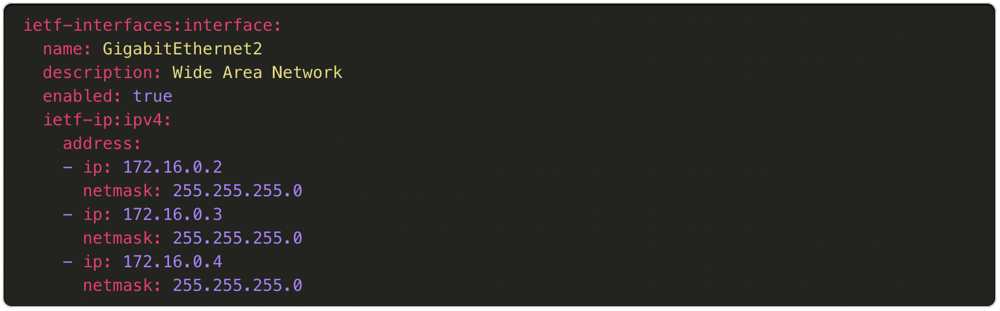 ietf-interfaces:interface:
  name: GigabitEthernet2
  description: Wide Area Network
  enabled: true
  ietf-ip:ipv4:
    address:
    - ip: 172.16.0.2
      netmask: 255.255.255.0
    - ip: 172.16.0.3
      netmask: 255.255.255.0
    - ip: 172.16.0.4
      netmask: 255.255.255.0